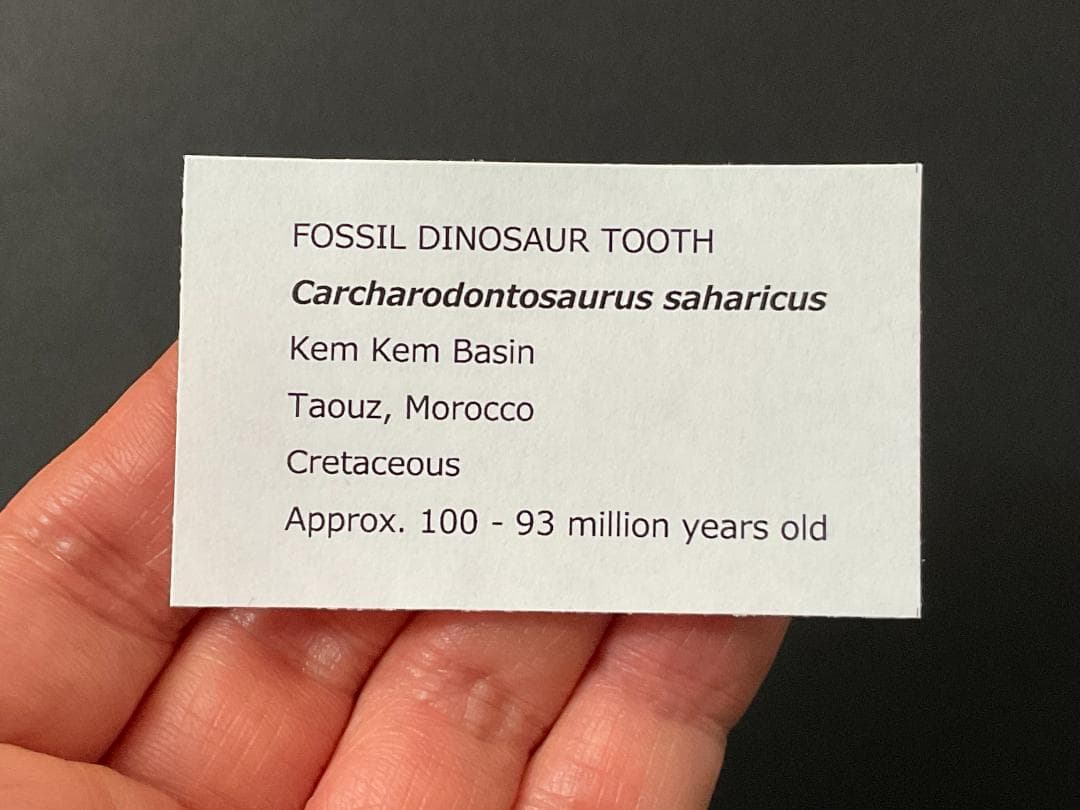 FOSSIL DINOSAUR TOOTH
Carcharodontosaurus saharicus
Kem Kem Basin
Taouz, Morocco
Cretaceous
Approx. 100 - 93 million years old